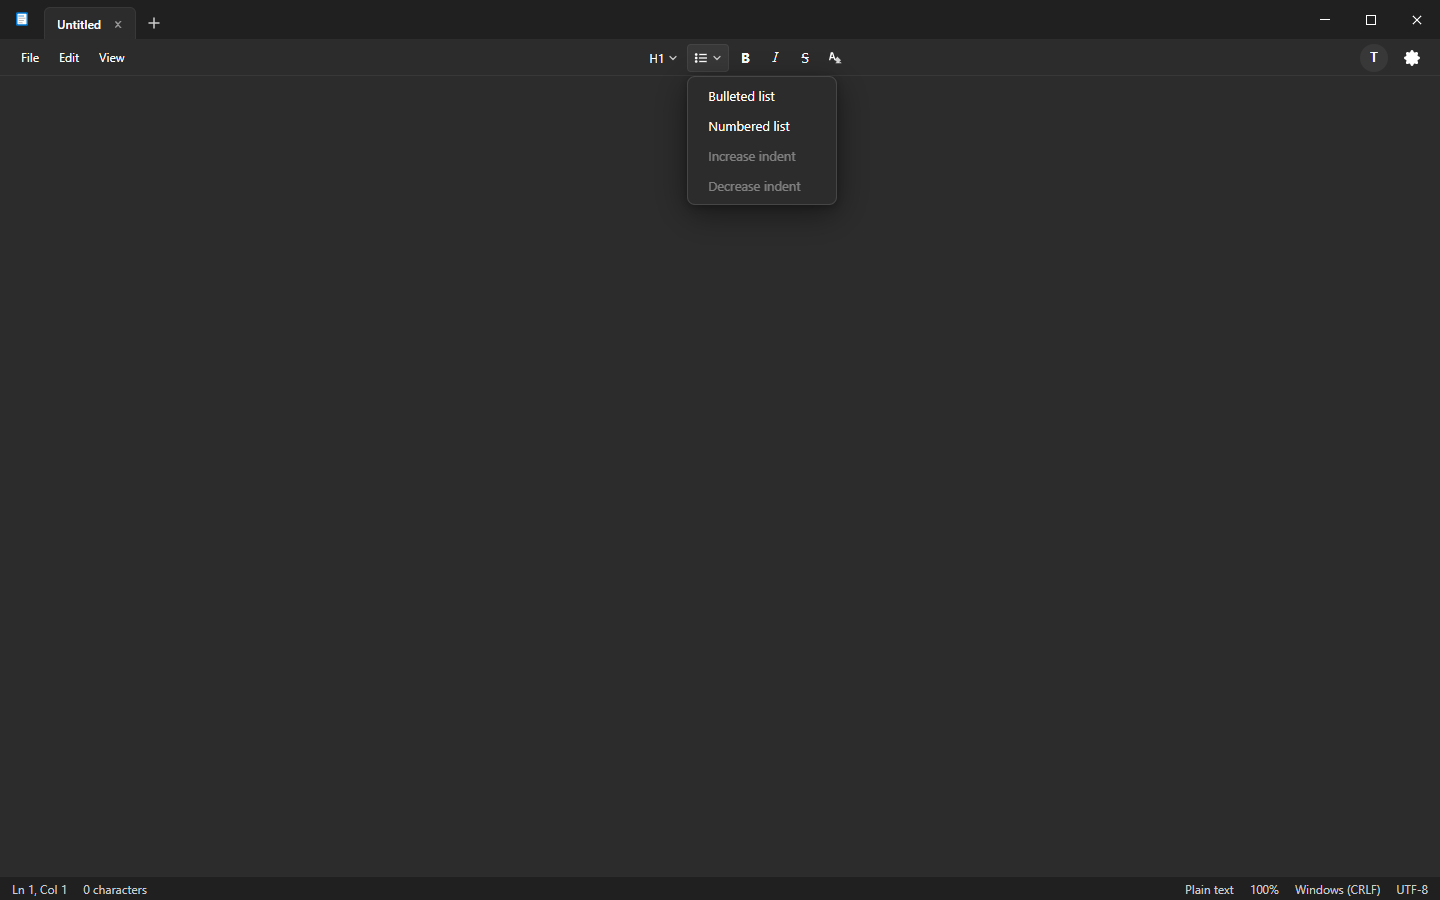 Untitled
File Edit View H1 B I S A T
Bulleted list
Numbered list
Increase indent
Decrease indent
Ln 1, Col 1 0 characters Plain text 100% Windows (CRLF) UTF-8